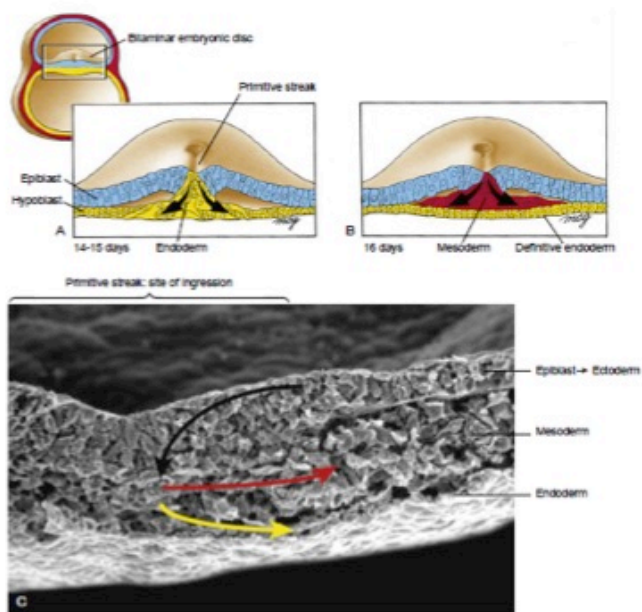 Bilaminar embryonic disc
Primitive streak
Epiblast
Hypoblast
A
14-15 days
Endoderm
B
16 days
Mesoderm
Definitive endoderm
Primitive streak: site of ingression
Epiblast→ Ectoderm
Mesoderm
Endoderm
C